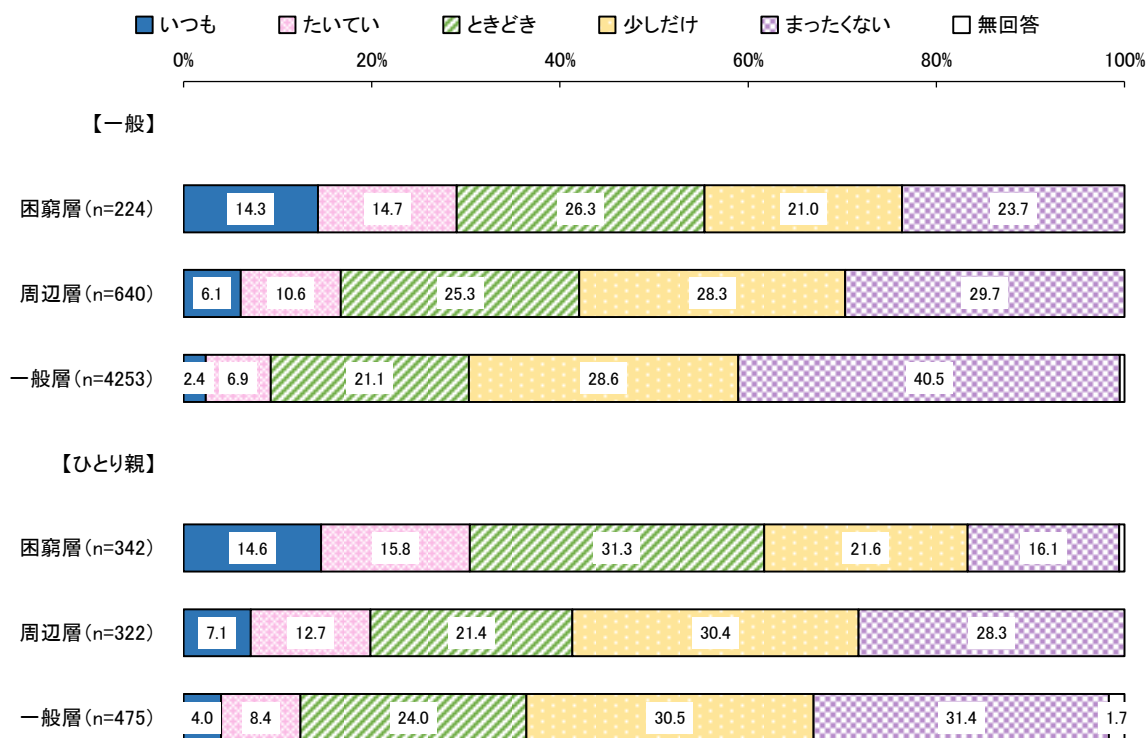 いつも たいてい ときどき 少しだけ まったくない 無回答
0% 20% 40% 60% 80% 100%
【一般】
困窮層(n=224) 14.3 14.7 26.3 21.0 23.7
周辺層(n=640) 6.1 10.6 25.3 28.3 29.7
一般層(n=4253) 2.4 6.9 21.1 28.6 40.5
【ひとり親】
困窮層(n=342) 14.6 15.8 31.3 21.6 16.1
周辺層(n=322) 7.1 12.7 21.4 30.4 28.3
一般層(n=475) 4.0 8.4 24.0 30.5 31.4 1.7